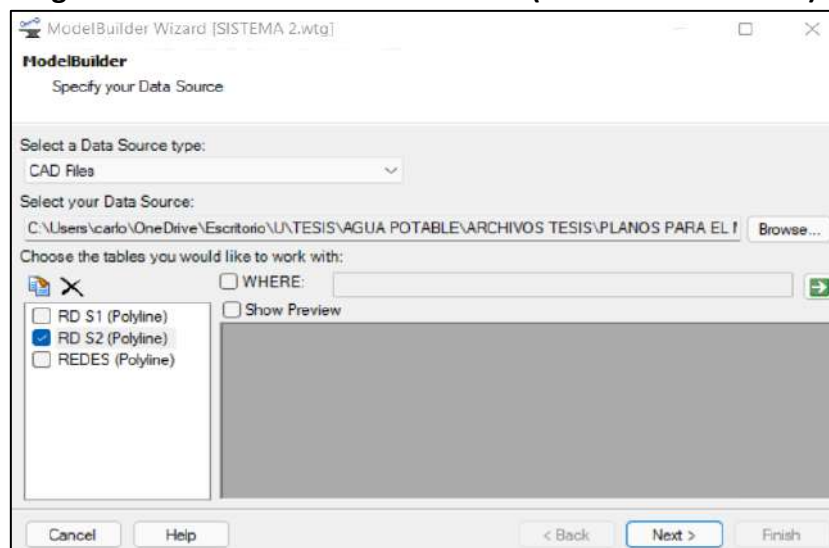 ModelBuilder Wizard [SISTEMA 2.wtg]
ModelBuilder
Specify your Data Source
Select a Data Source type:
CAD Files
Select your Data Source:
C:\Users\carlo\OneDrive\Escritorio\U\TESIS\AGUA POTABLE\ARCHIVOS TESIS\PLANOS PARA EL
Browse...
Choose the tables you would like to work with:
WHERE:
Show Preview
RD S1 (Polyline)
RD S2 (Polyline)
REDES (Polyline)
Cancel Help < Back Next > Finish